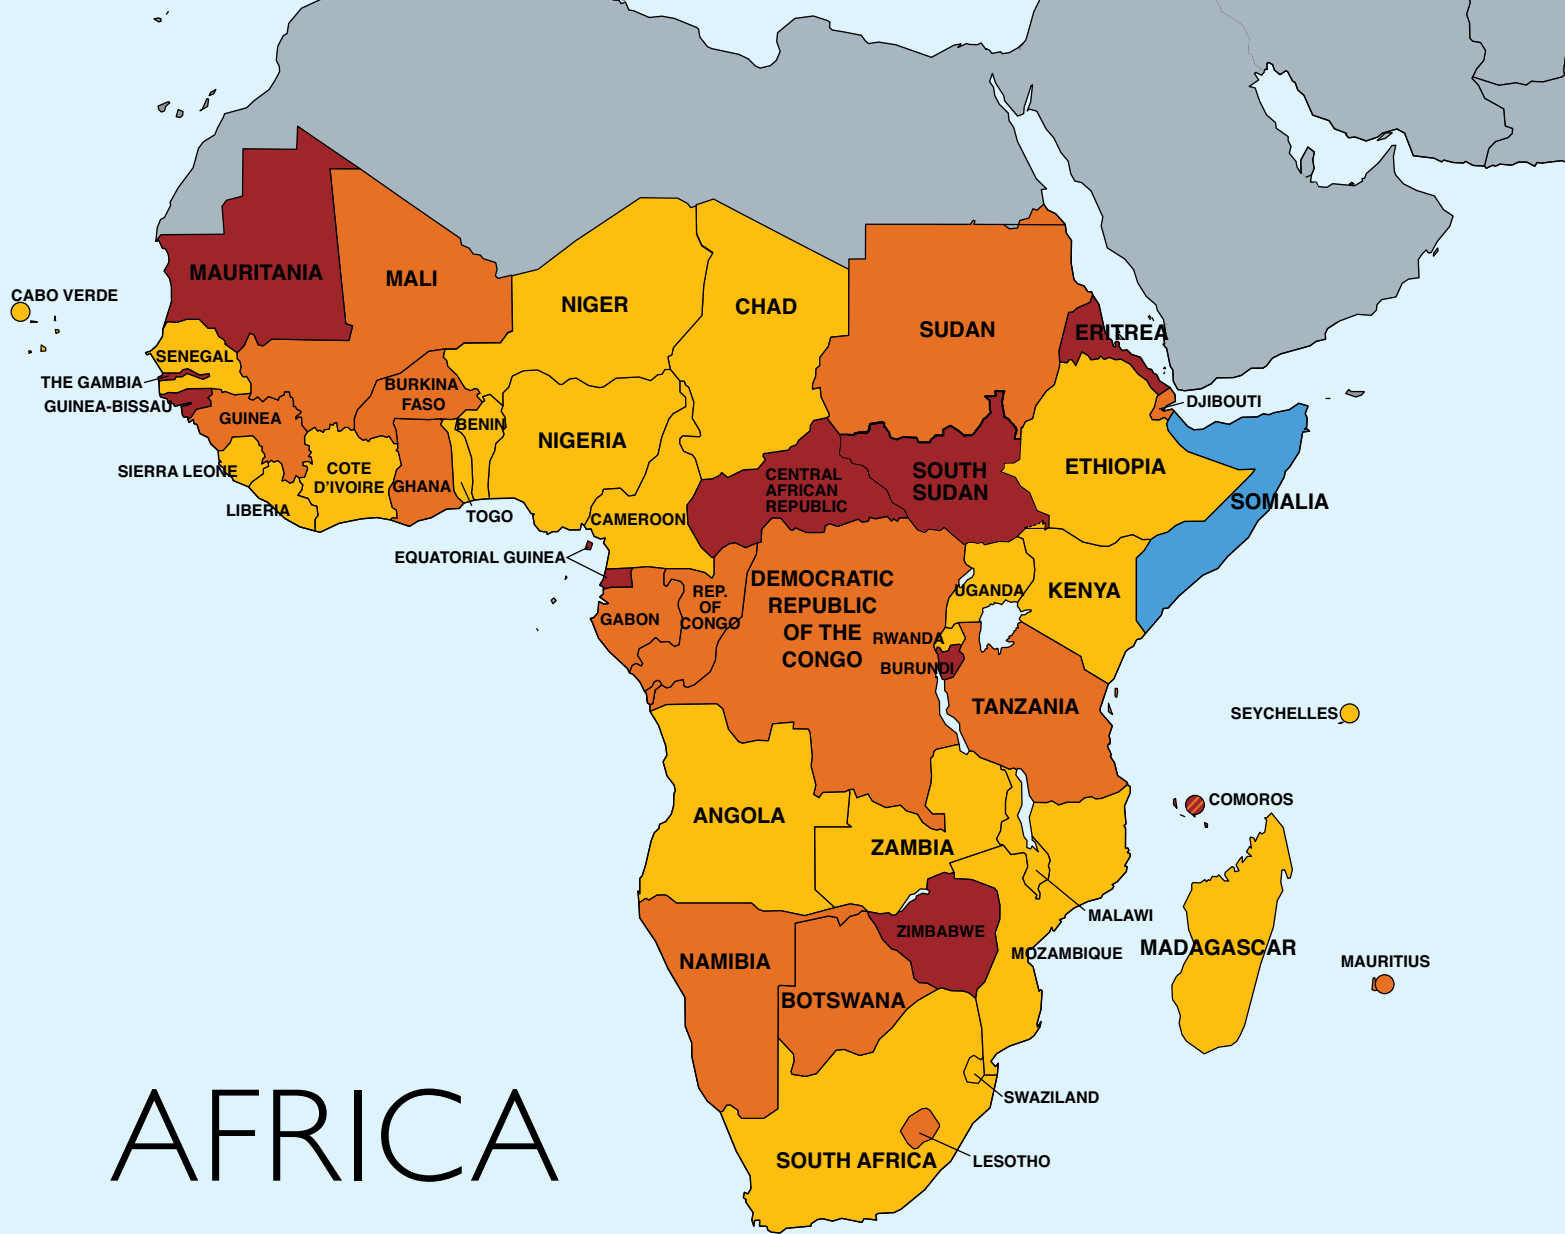 MAURITANIA
MALI
NIGER
CHAD
SUDAN
ERITREA
CABO VERDE
SENEGAL
THE GAMBIA
GUINEA-BISSAU
GUINEA
BURKINA
FASO
BENIN
NIGERIA
DJIBOUTI
SIERRA LEONE
COTE
D'IVOIRE
GHANA
LIBERIA
TOGO
CAMEROON
CENTRAL
AFRICAN
REPUBLIC
SOUTH
SUDAN
ETHIOPIA
SOMALIA
EQUATORIAL GUINEA
GABON
REP.
OF
CONGO
DEMOCRATIC
REPUBLIC
OF THE
CONGO
UGANDA
KENYA
RWANDA
BURUNDI
TANZANIA
SEYCHELLES
COMOROS
ANGOLA
ZAMBIA
MALAWI
ZIMBABWE
MOZAMBIQUE
MADAGASCAR
MAURITIUS
NAMIBIA
BOTSWANA
SWAZILAND
SOUTH AFRICA
LESOTHO
AFRICA